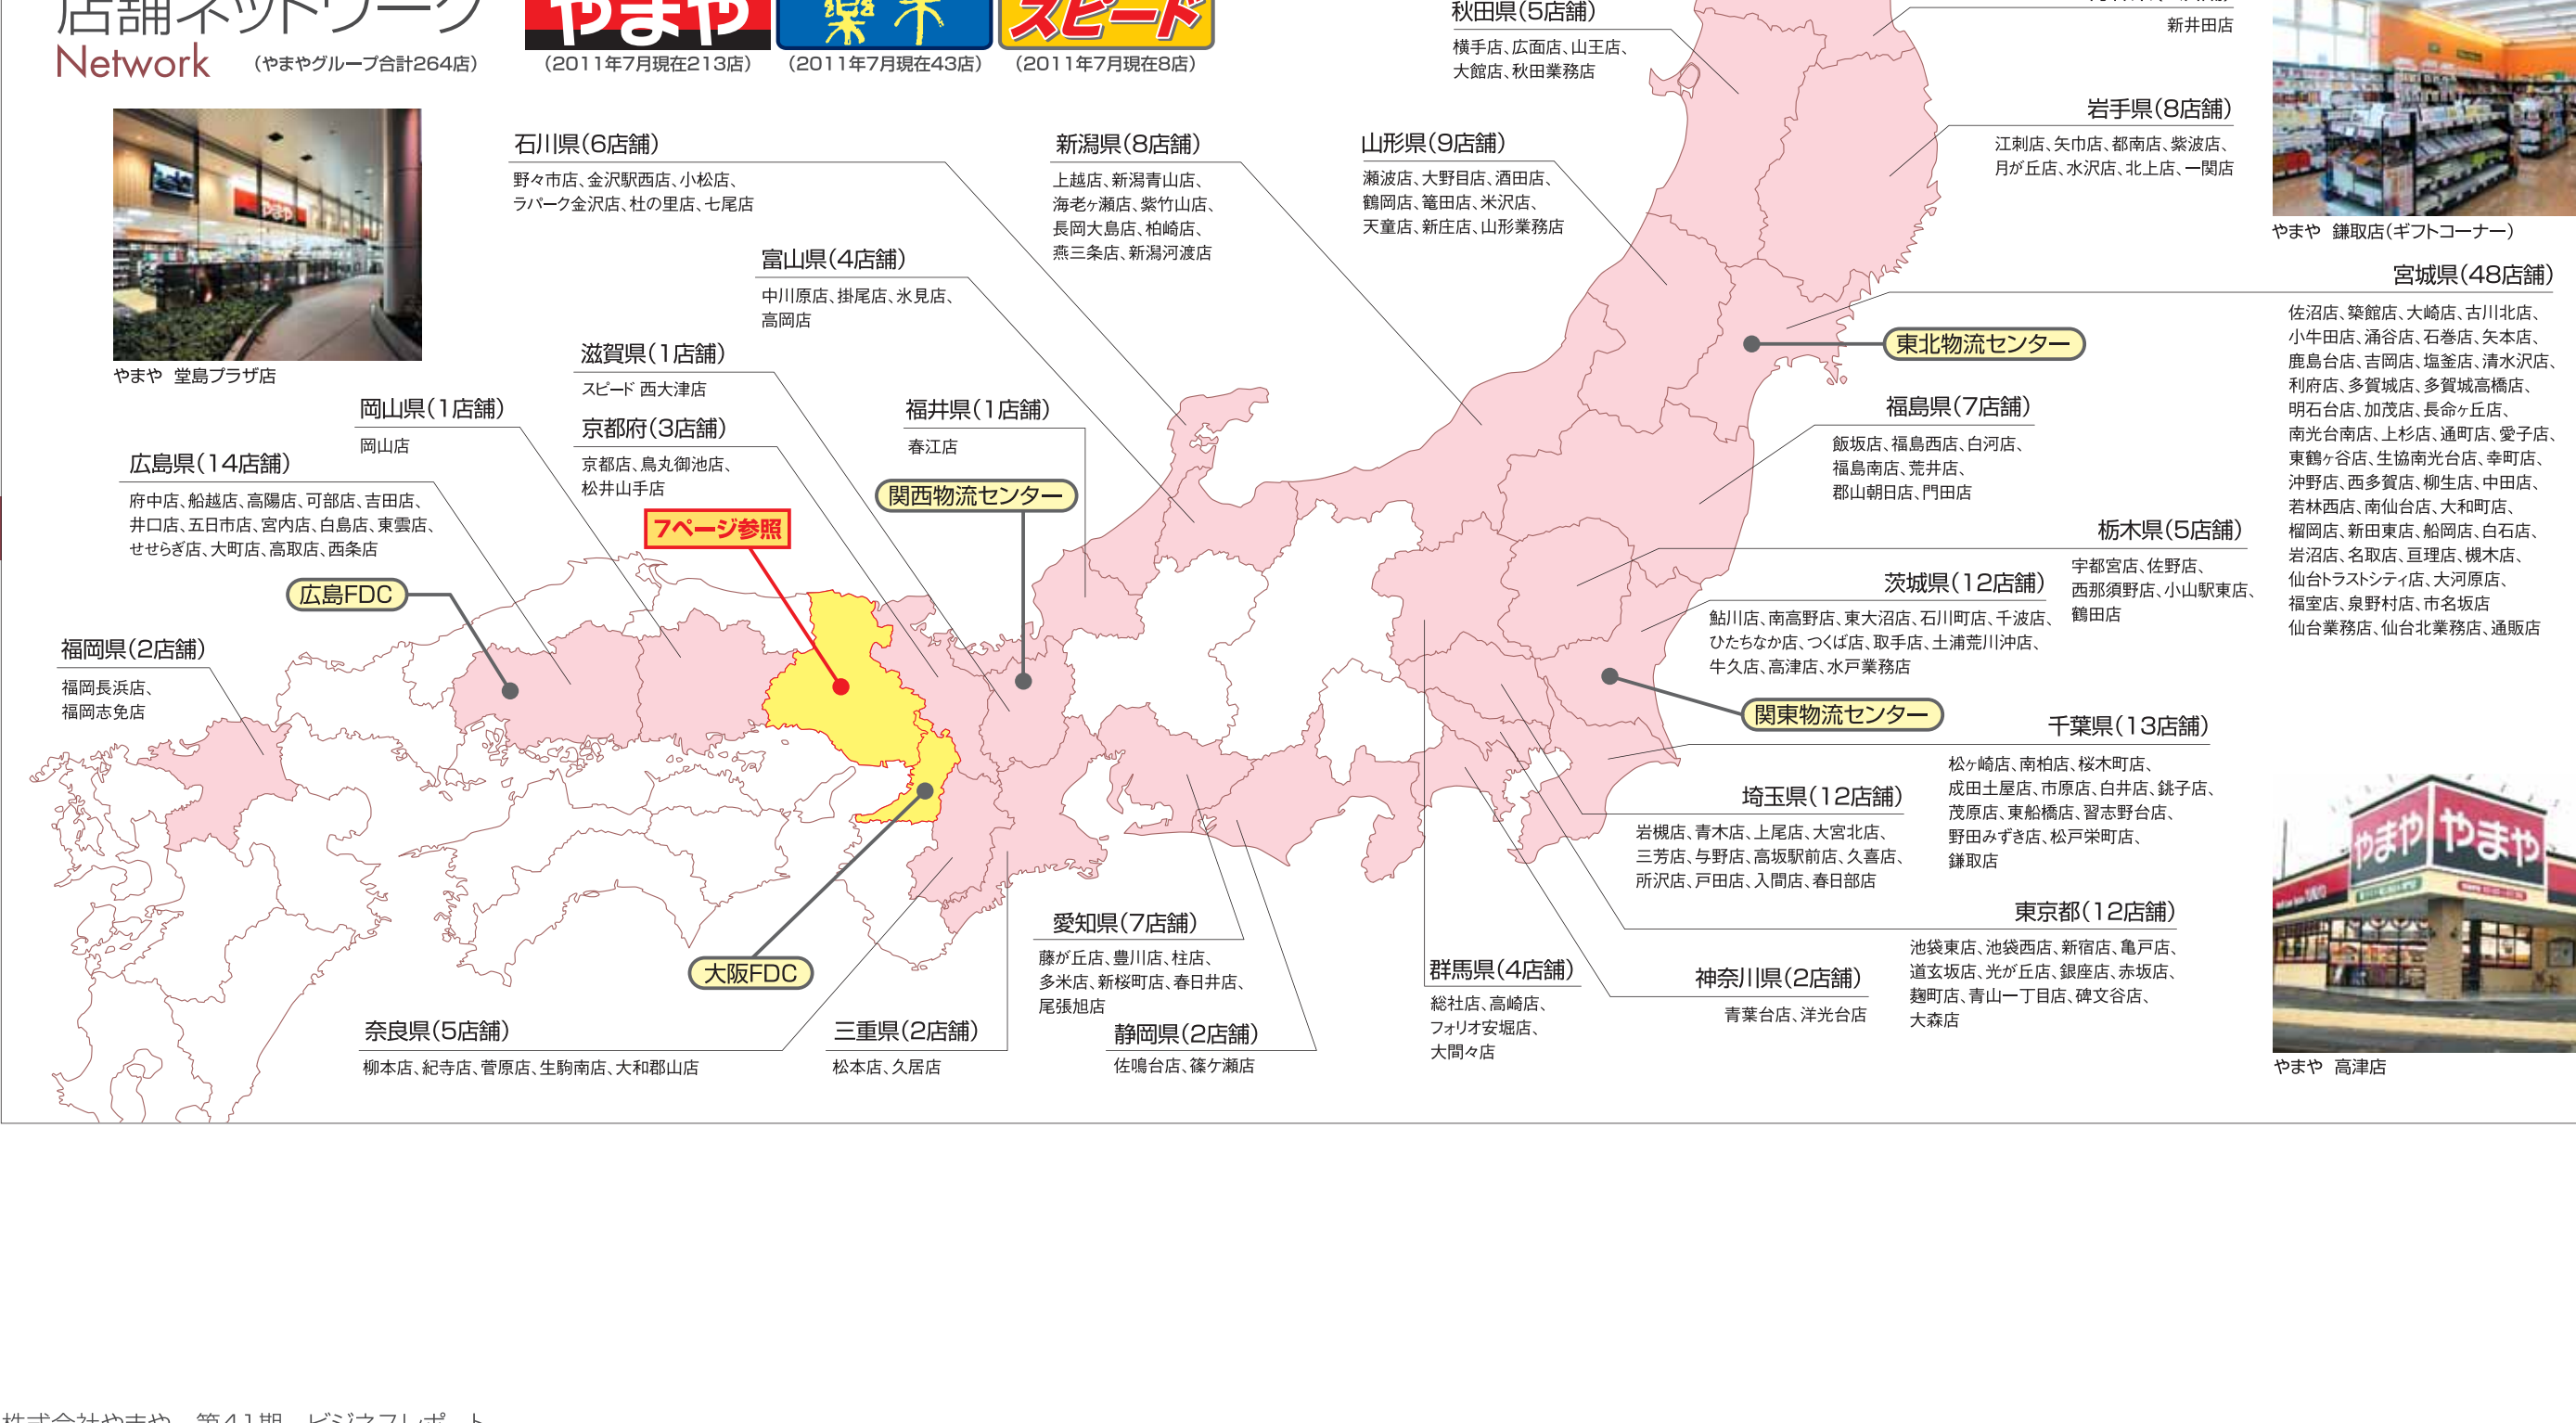 店舗ネットワーク
Network
（やまやグループ合計264店）
やまや
（2011年7月現在213店）
楽市
（2011年7月現在43店）
スピード
（2011年7月現在8店）
やまや 堂島プラザ店
秋田県（5店舗）
横手店、広面店、山王店、
大館店、秋田業務店
新井田店
岩手県（8店舗）
江刺店、矢巾店、都南店、紫波店、
月が丘店、水沢店、北上店、一関店
やまや 鎌取店（ギフトコーナー）
石川県（6店舗）
野々市店、金沢駅西店、小松店、
ラパーク金沢店、杜の里店、七尾店
新潟県（8店舗）
上越店、新潟青山店、
海老ヶ瀬店、紫竹山店、
長岡大島店、柏崎店、
燕三条店、新潟河渡店
山形県（9店舗）
瀬波店、大野目店、酒田店、
鶴岡店、篭田店、米沢店、
天童店、新庄店、山形業務店
富山県（4店舗）
中川原店、掛尾店、氷見店、
高岡店
宮城県（48店舗）
佐沼店、築館店、大崎店、古川北店、
小牛田店、涌谷店、石巻店、矢本店、
鹿島台店、吉岡店、塩釜店、清水沢店、
利府店、多賀城店、多賀城高橋店、
明石台店、加茂店、長命ヶ丘店、
南光台南店、上杉店、通町店、愛子店、
東鶴ヶ谷店、生協南光台店、幸町店、
沖野店、西多賀店、柳生店、中田店、
若林西店、南仙台店、大和町店、
榴岡店、新田東店、船岡店、白石店、
岩沼店、名取店、亘理店、槻木店、
仙台トラストシティ店、大河原店、
福室店、泉野村店、市名坂店
仙台業務店、仙台北業務店、通販店
東北物流センター
滋賀県（1店舗）
スピード 西大津店
京都府（3店舗）
京都店、烏丸御池店、
松井山手店
7ページ参照
福井県（1店舗）
春江店
関西物流センター
岡山県（1店舗）
岡山店
広島県（14店舗）
府中店、船越店、高陽店、可部店、吉田店、
井口店、五日市店、宮内店、白島店、東雲店、
せせらぎ店、大町店、高取店、西条店
広島FDC
福岡県（2店舗）
福岡長浜店、
福岡志免店
福島県（7店舗）
飯坂店、福島西店、白河店、
福島南店、荒井店、
郡山朝日店、門田店
栃木県（5店舗）
宇都宮店、佐野店、
西那須野店、小山駅東店、
鶴田店
茨城県（12店舗）
鮎川店、南高野店、東大沼店、石川町店、千波店、
ひたちなか店、つくば店、取手店、土浦荒川沖店、
牛久店、高津店、水戸業務店
関東物流センター
千葉県（13店舗）
松ヶ崎店、南柏店、桜木町店、
成田土屋店、市原店、白井店、銚子店、
茂原店、東船橋店、習志野台店、
野田みずき店、松戸栄町店、
鎌取店
埼玉県（12店舗）
岩槻店、青木店、上尾店、大宮北店、
三芳店、与野店、高坂駅前店、久喜店、
所沢店、戸田店、入間店、春日部店
東京都（12店舗）
池袋東店、池袋西店、新宿店、亀戸店、
道玄坂店、光が丘店、銀座店、赤坂店、
麹町店、青山一丁目店、碑文谷店、
大森店
神奈川県（2店舗）
青葉台店、洋光台店
群馬県（4店舗）
総社店、高崎店、
フォリオ安堀店、
大間々店
愛知県（7店舗）
藤が丘店、豊川店、柱店、
多米店、新桜町店、春日井店、
尾張旭店
静岡県（2店舗）
佐鳴台店、篠ケ瀬店
大阪FDC
奈良県（5店舗）
柳本店、紀寺店、菅原店、生駒南店、大和郡山店
三重県（2店舗）
松本店、久居店
やまや やまや
やまや 高津店
株式会社やまや 第41期 ビジネスレポート